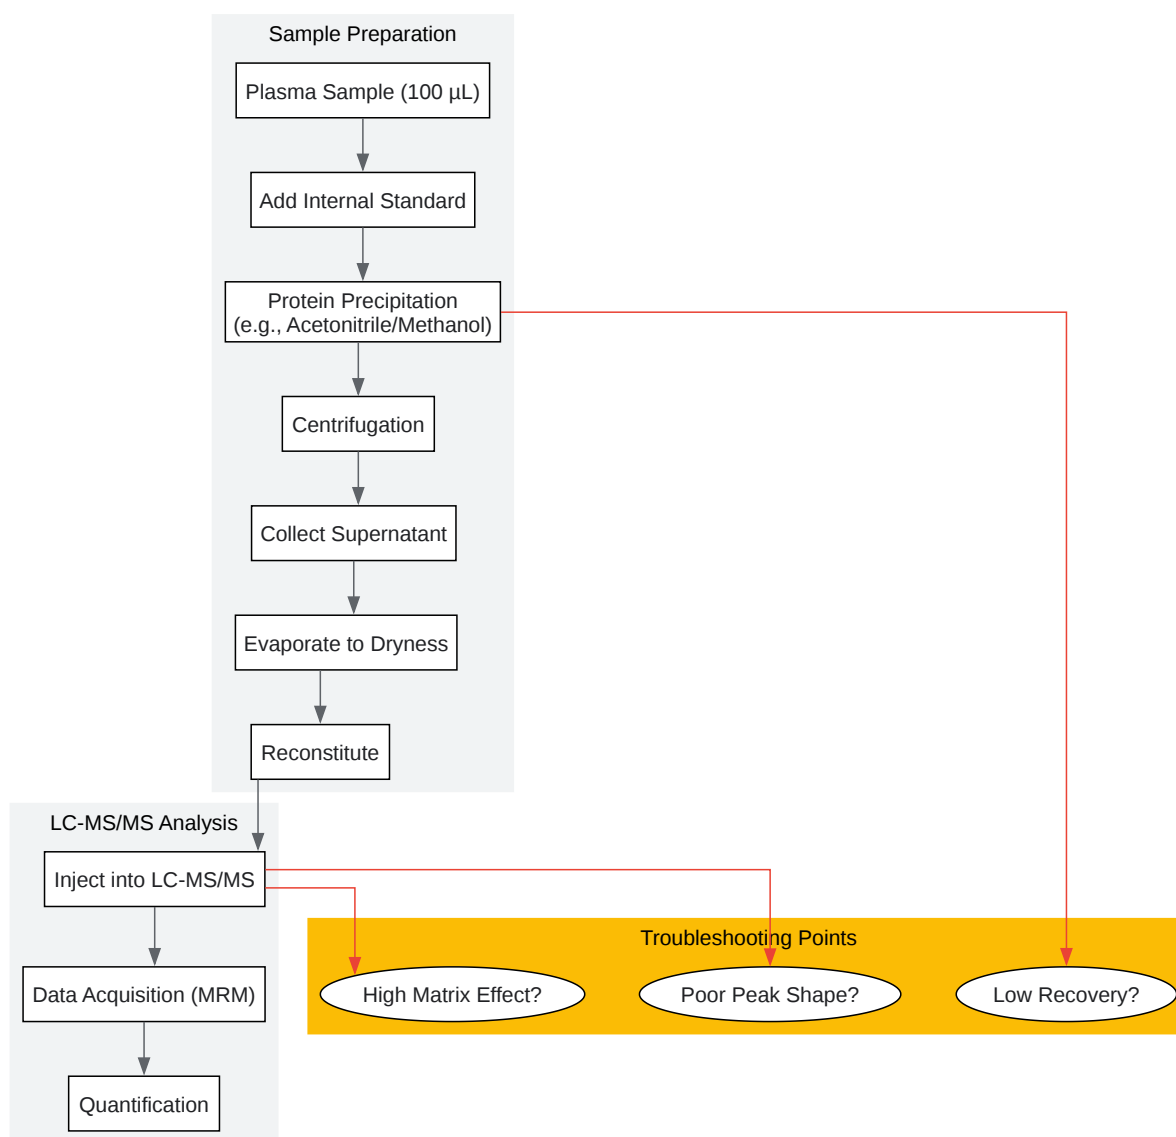 Sample Preparation
Plasma Sample (100 µL)
Add Internal Standard
Protein Precipitation
(e.g., Acetonitrile/Methanol)
Centrifugation
Collect Supernatant
Evaporate to Dryness
Reconstitute
LC-MS/MS Analysis
Inject into LC-MS/MS
Data Acquisition (MRM)
Quantification
Troubleshooting Points
High Matrix Effect?
Poor Peak Shape?
Low Recovery?